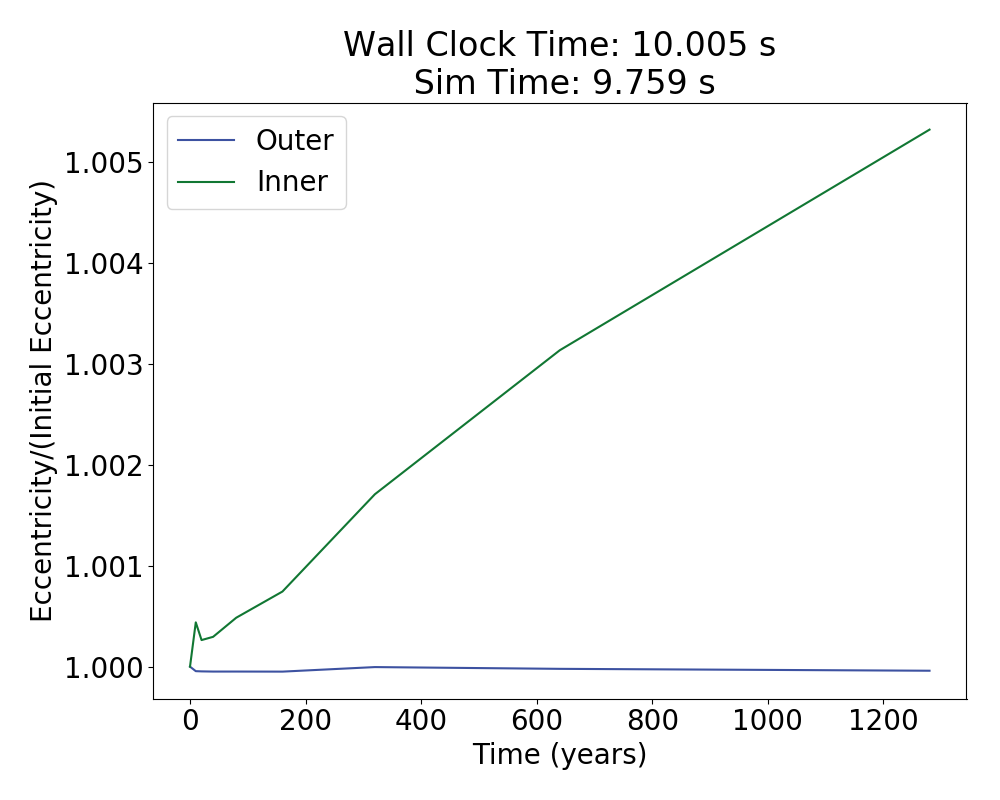 Wall Clock Time: 10.005 s
Sim Time: 9.759 s
Outer
Inner
Eccentricity/(Initial Eccentricity)
1.005
1.004
1.003
1.002
1.001
1.000
0 200 400 600 800 1000 1200
Time (years)